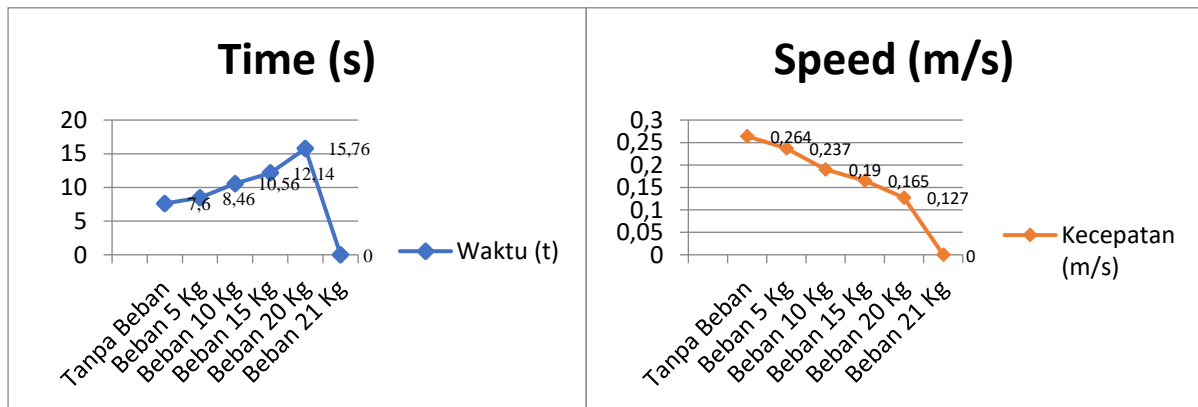 Time (s)
20
15
10
5
0
7,6
8,46
10,56
12,14
15,76
0
Waktu (t)
Tanpa Beban
Beban 5 Kg
Beban 10 Kg
Beban 15 Kg
Beban 20 Kg
Beban 21 Kg
Speed (m/s)
0,3
0,25
0,2
0,15
0,1
0,05
0
0,264
0,237
0,19
0,165
0,127
0
Kecepatan
(m/s)
Tanpa Beban
Beban 5 Kg
Beban 10 Kg
Beban 15 Kg
Beban 20 Kg
Beban 21 Kg